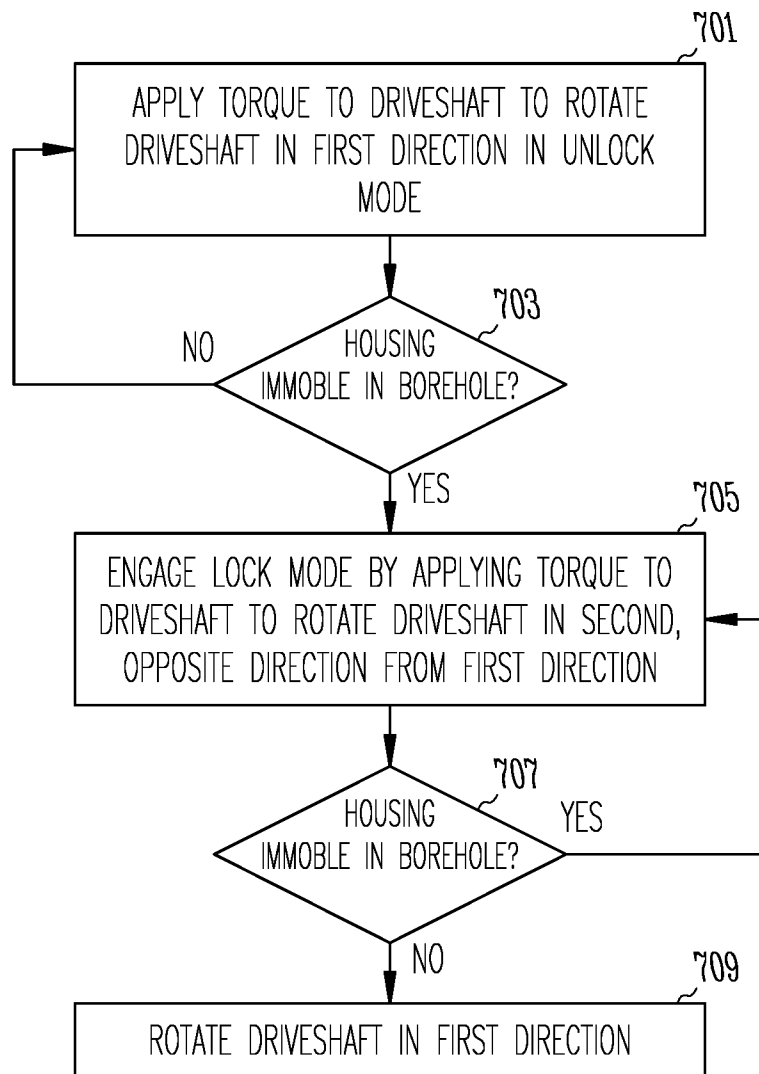 701
APPLY TORQUE TO DRIVESHAFT TO ROTATE
DRIVESHAFT IN FIRST DIRECTION IN UNLOCK
MODE
703
NO
HOUSING
IMMOBLE IN BOREHOLE?
YES
705
ENGAGE LOCK MODE BY APPLYING TORQUE TO
DRIVESHAFT TO ROTATE DRIVESHAFT IN SECOND,
OPPOSITE DIRECTION FROM FIRST DIRECTION
707
HOUSING
YES
IMMOBLE IN BOREHOLE?
NO
709
ROTATE DRIVESHAFT IN FIRST DIRECTION